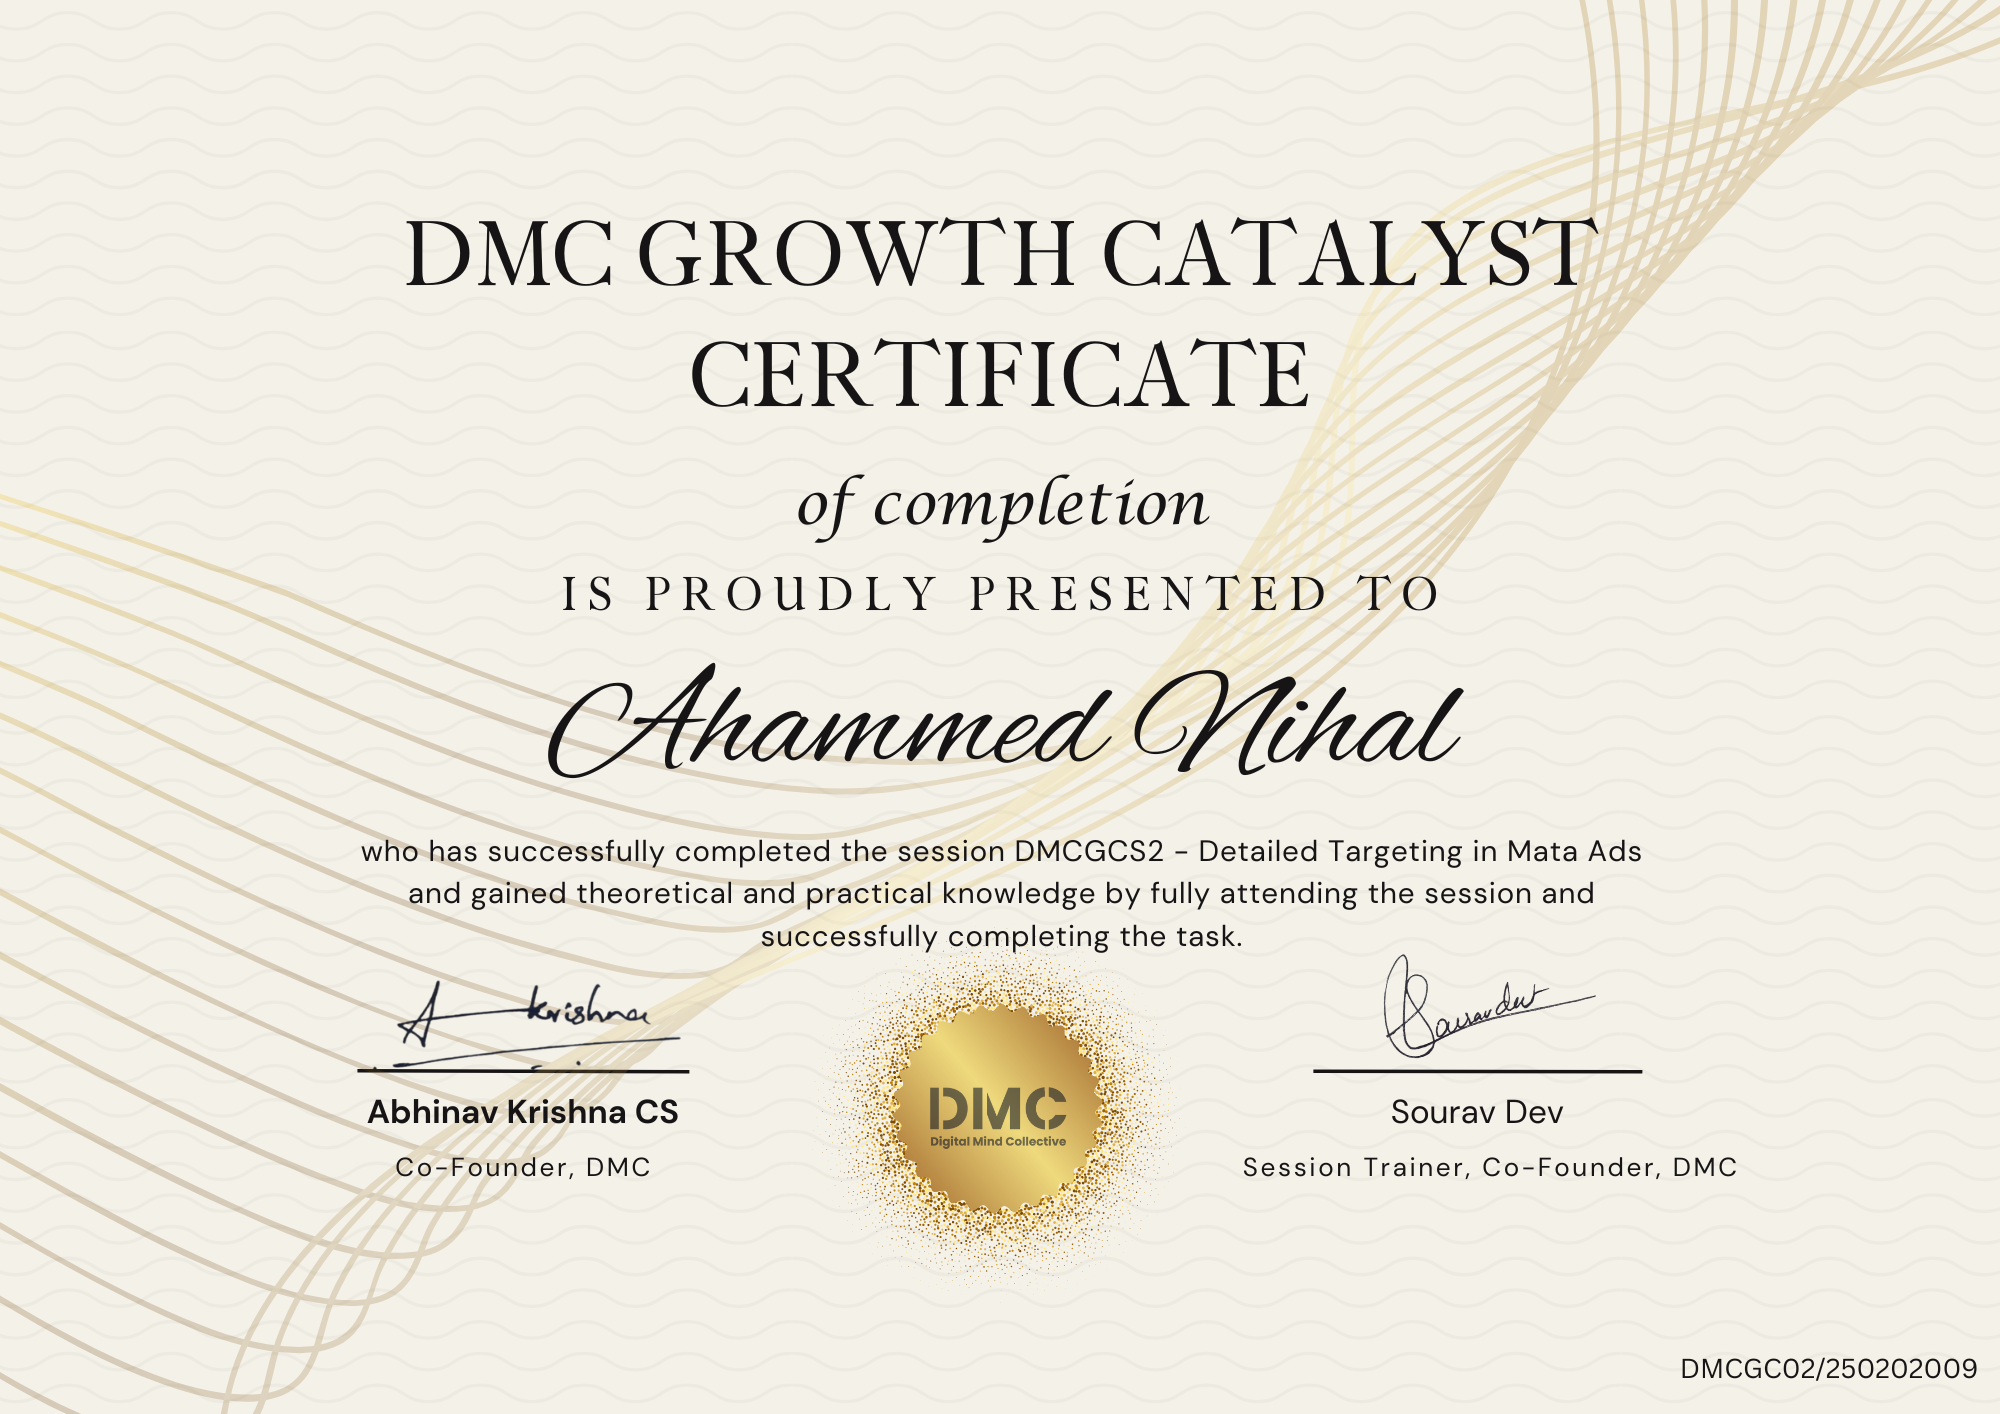 DMC GROWTH CATALYST
CERTIFICATE
of completion
IS PROUDLY PRESENTED TO
Ahammed Nihal
who has successfully completed the session DMCGCS2 - Detailed Targeting in Mata Ads
and gained theoretical and practical knowledge by fully attending the session and
successfully completing the task.
A krishna
Souravdev
DMC
Digital Mind Collective
Abhinav Krishna CS
Sourav Dev
Co-Founder, DMC
Session Trainer, Co-Founder, DMC
DMCGC02/250202009